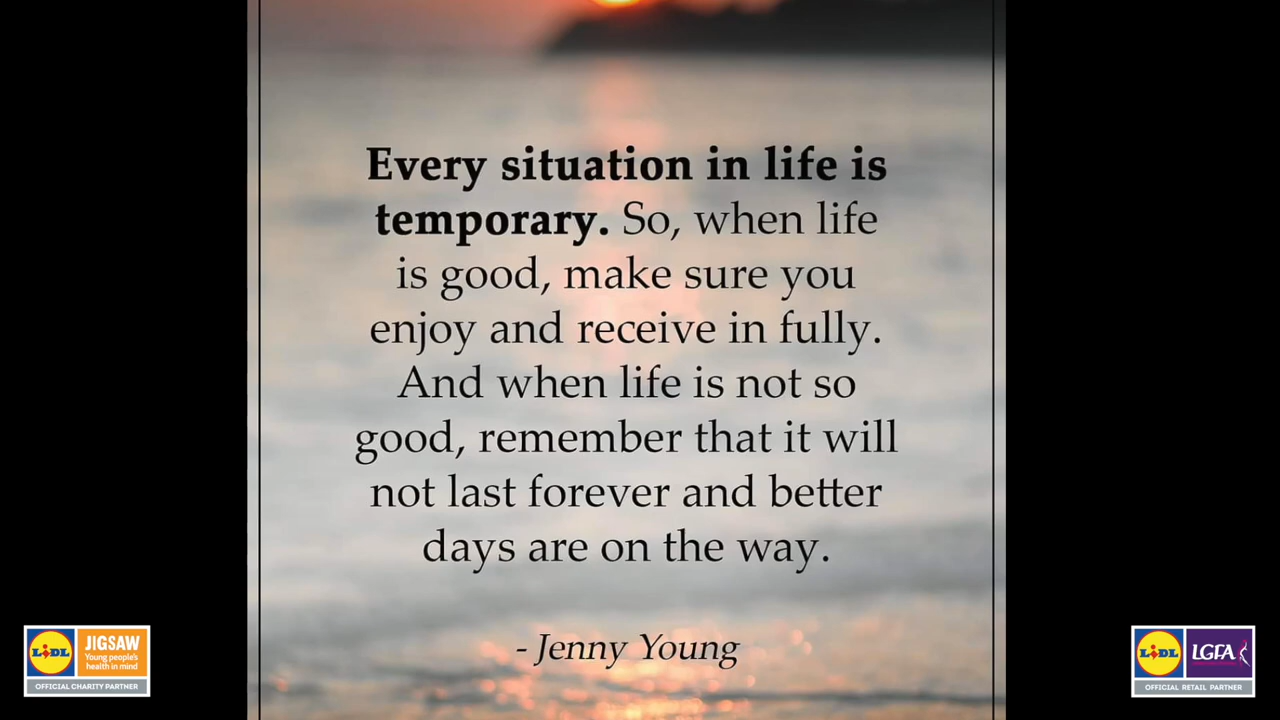 Every situation in life is
temporary. So, when life
is good, make sure you
enjoy and receive in fully.
And when life is not so
good, remember that it will
not last forever and better
days are on the way.
- Jenny Young
LIDL
JIGSAW
Young people's
health in mind
OFFICIAL CHARITY PARTNER
LIDL
LGFA
OFFICIAL RETAIL PARTNER